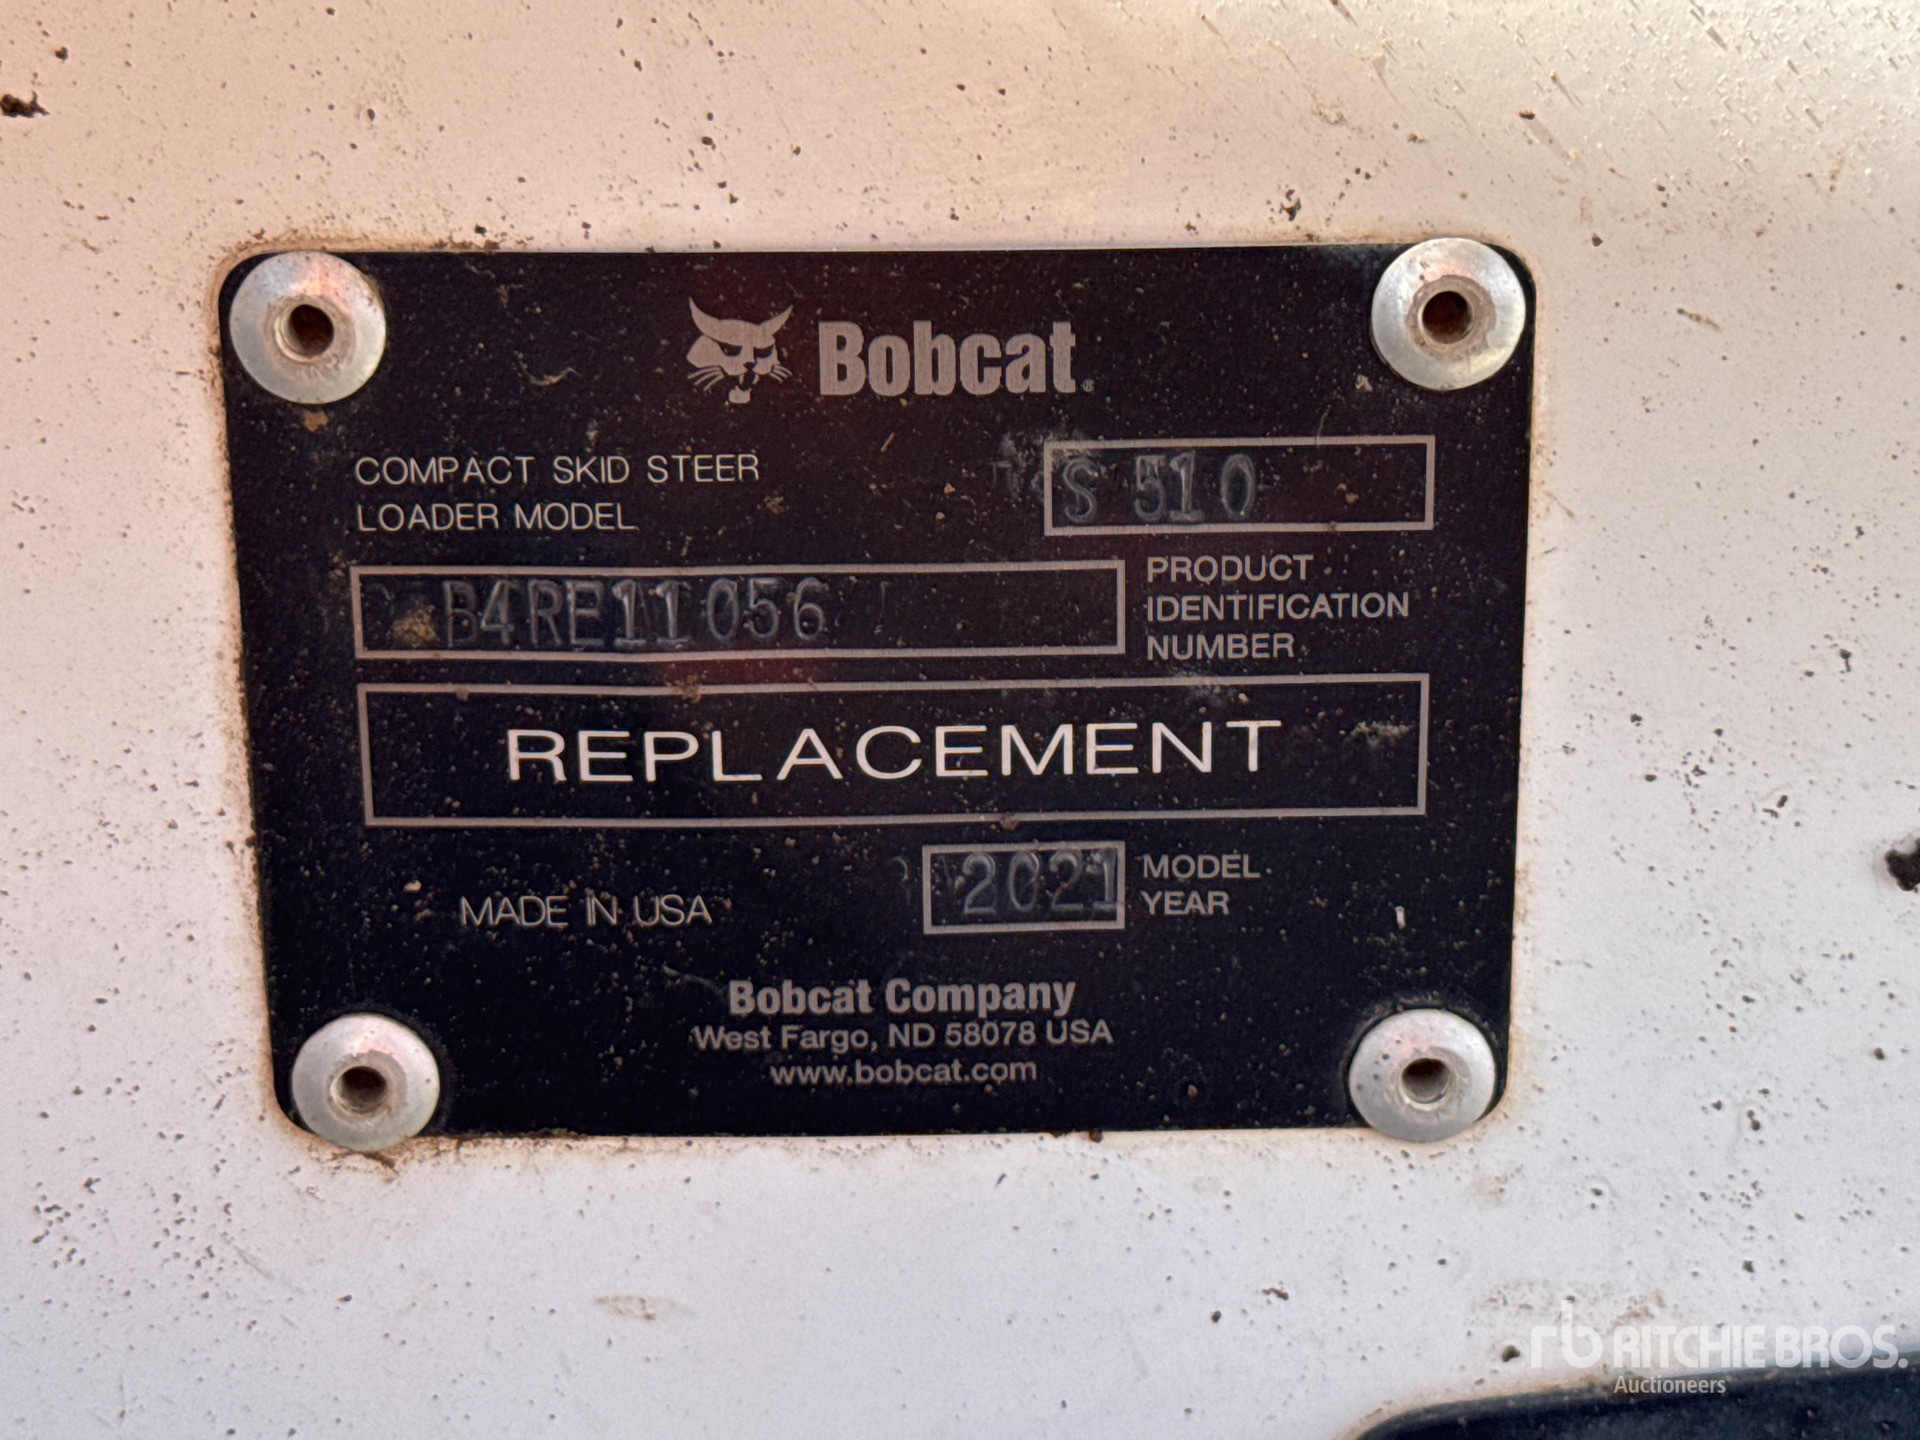 Bobcat®
COMPACT SKID STEER
LOADER MODEL
S 510
B4RE11056
PRODUCT
IDENTIFICATION
NUMBER
REPLACEMENT
MADE IN USA
2021
MODEL
YEAR
Bobcat Company
West Fargo, ND 58078 USA
www.bobcat.com
rb RITCHIE BROS.
Auctioneers